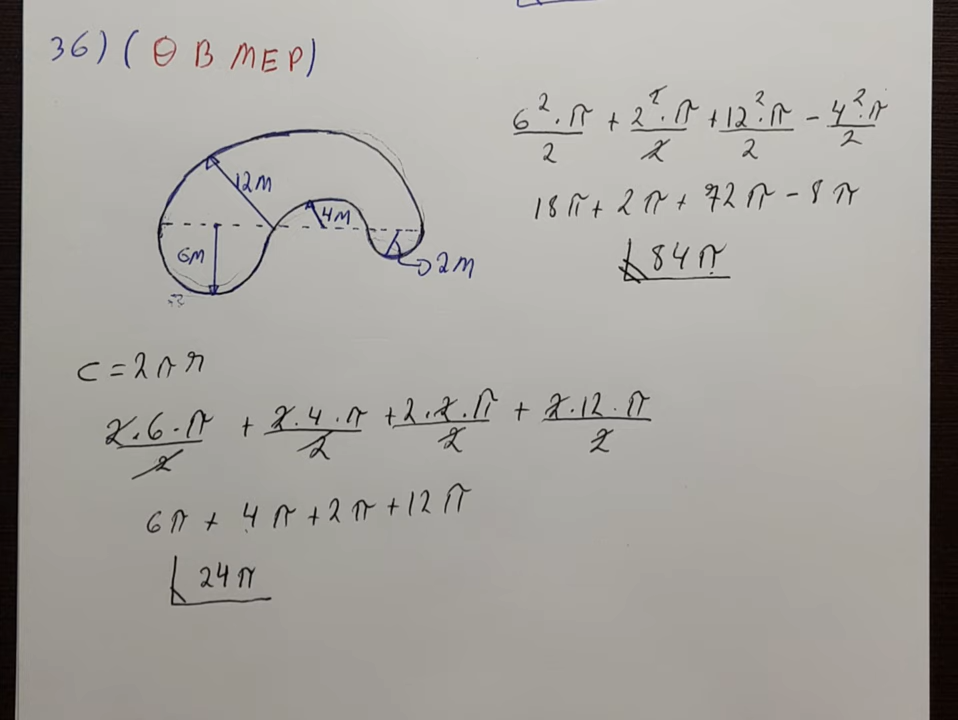 36) (ӨВМЕР)
12M
4M
6M
2M
6²·π/2 + 2²·π/2 + 12²·π/2 - 4²·π/2
18π + 2π + 72π - 8π
84π
C = 2πr
2·6·π/2 + 2·4·π/2 + 2·2·π/2 + 2·12·π/2
6π + 4π + 2π + 12π
24π